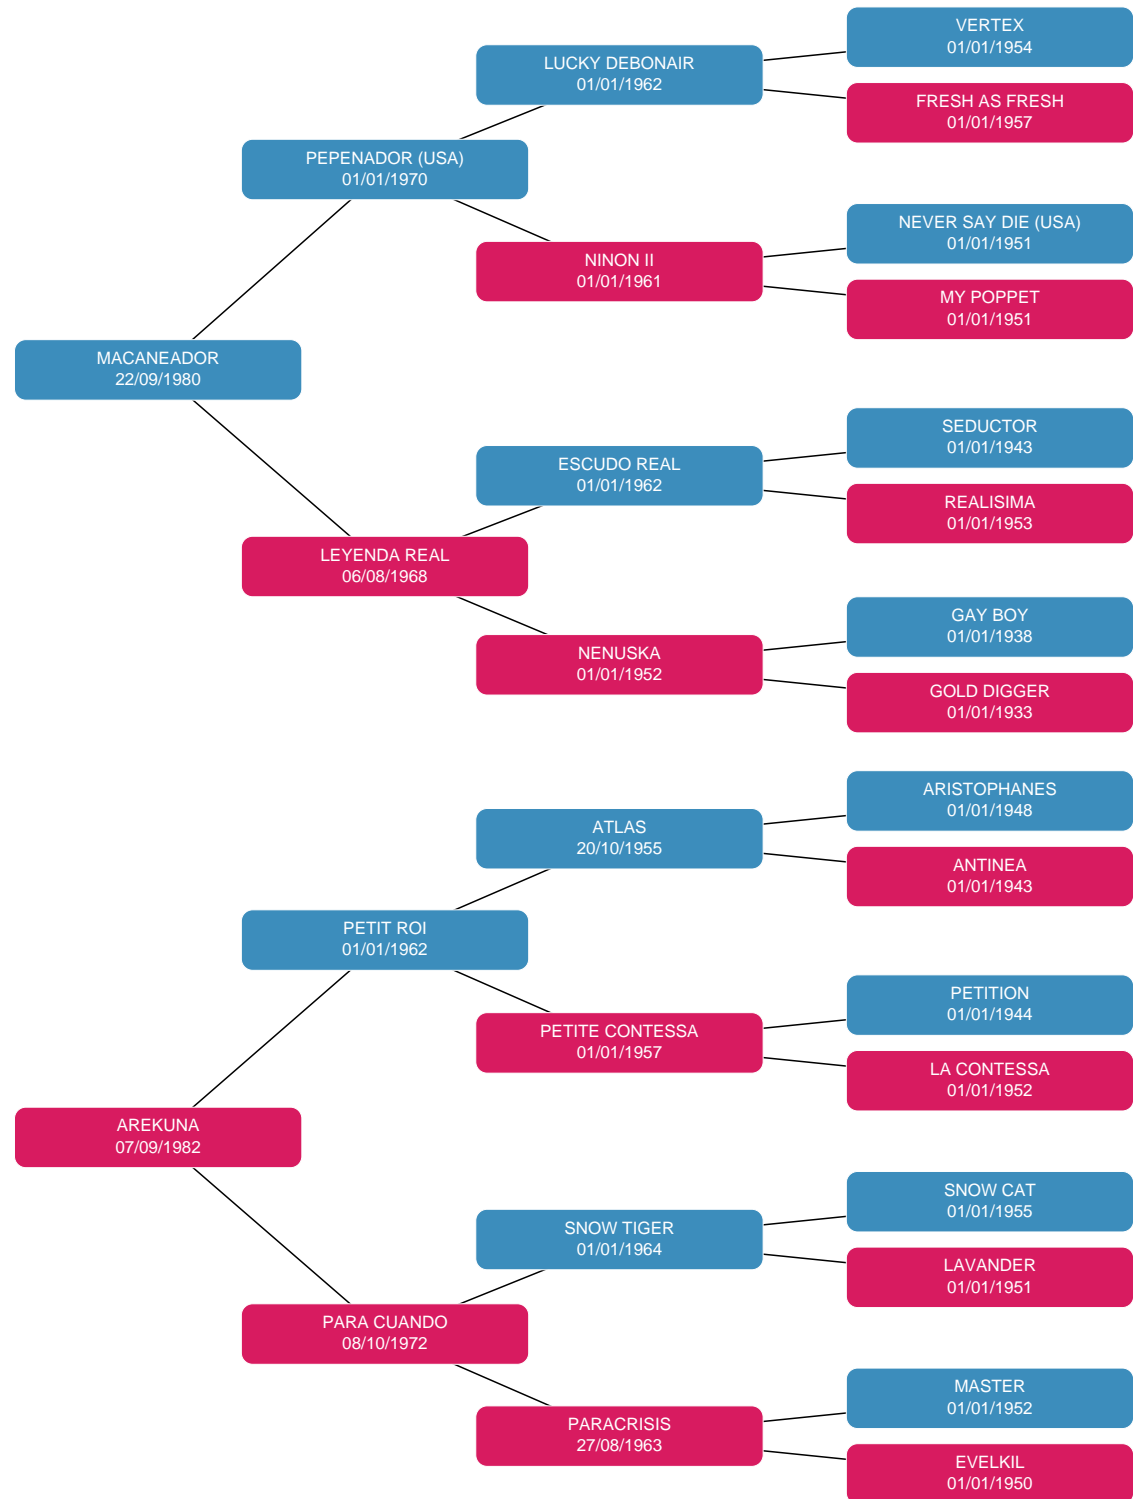 VERTEX
01/01/1954
LUCKY DEBONAIR
01/01/1962
FRESH AS FRESH
01/01/1957
PEPENADOR (USA)
01/01/1970
NEVER SAY DIE (USA)
01/01/1951
NINON II
01/01/1961
MY POPPET
01/01/1951
MACANEADOR
22/09/1980
SEDUCTOR
01/01/1943
ESCUDO REAL
01/01/1962
REALISIMA
01/01/1953
LEYENDA REAL
06/08/1968
GAY BOY
01/01/1938
NENUSKA
01/01/1952
GOLD DIGGER
01/01/1933
ARISTOPHANES
01/01/1948
ATLAS
20/10/1955
ANTINEA
01/01/1943
PETIT ROI
01/01/1962
PETITION
01/01/1944
PETITE CONTESSA
01/01/1957
LA CONTESSA
01/01/1952
AREKUNA
07/09/1982
SNOW CAT
01/01/1955
SNOW TIGER
01/01/1964
LAVANDER
01/01/1951
PARA CUANDO
08/10/1972
MASTER
01/01/1952
PARACRISIS
27/08/1963
EVELKIL
01/01/1950